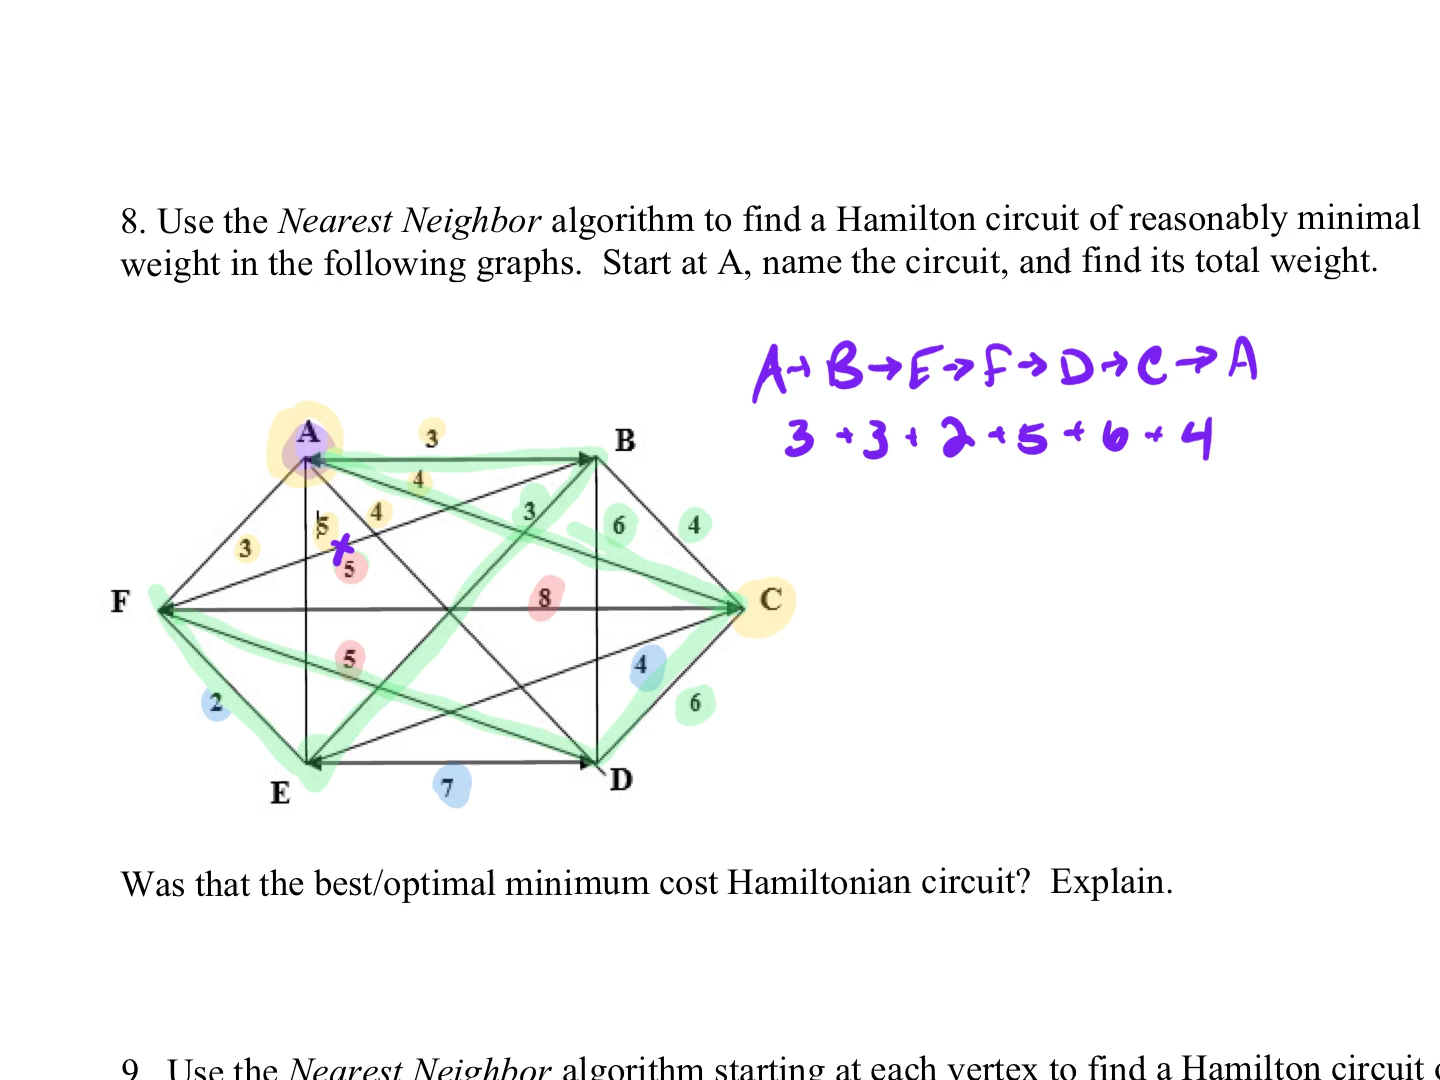 8. Use the Nearest Neighbor algorithm to find a Hamilton circuit of reasonably minimal
weight in the following graphs. Start at A, name the circuit, and find its total weight.
A→B→E→F→D→C→A
3+3+2+5+6+4
A
3
B
4
5
4
3
6
4
3
x
5
F
8
C
5
4
2
6
E
7
D
Was that the best/optimal minimum cost Hamiltonian circuit? Explain.
9. Use the Nearest Neighbor algorithm starting at each vertex to find a Hamilton circuit